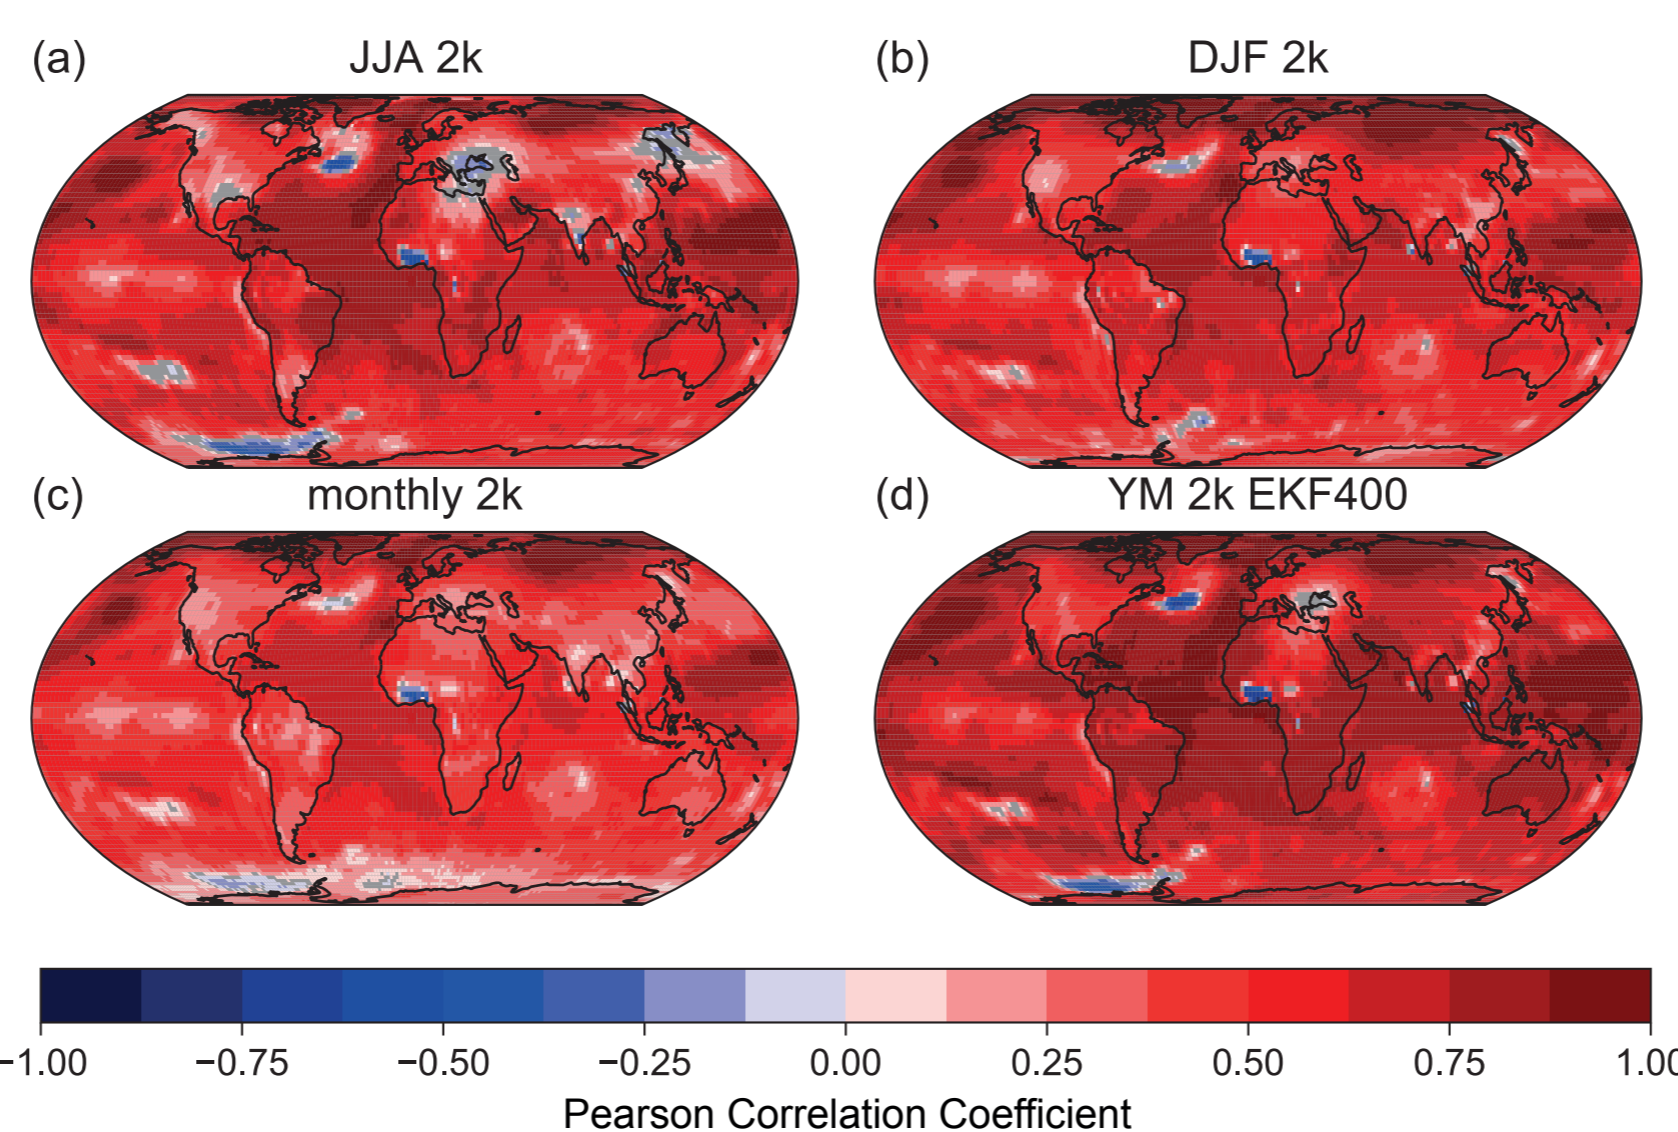 (a) JJA 2k
(b) DJF 2k
(c) monthly 2k
(d) YM 2k EKF400
−1.00 −0.75 −0.50 −0.25 0.00 0.25 0.50 0.75 1.00
Pearson Correlation Coefficient